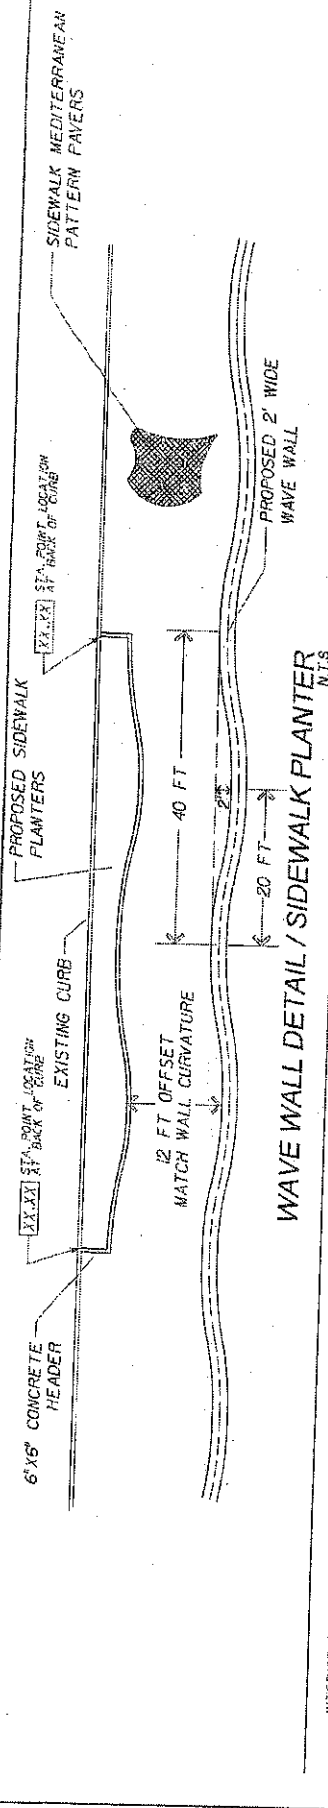 SIDEWALK MEDITERRANEAN
PATTERN PAVERS
XX.XX STA. POINT LOCATION
AT BACK OF CURB
PROPOSED SIDEWALK
PLANTERS
EXISTING CURB
XX.XX STA. POINT LOCATION
AT BACK OF CURB
6"X6" CONCRETE
HEADER
PROPOSED 2' WIDE
WAVE WALL
40 FT
2'
20 FT
12 FT OFFSET
MATCH WALL CURVATURE
WAVE WALL DETAIL / SIDEWALK PLANTER
N.T.S